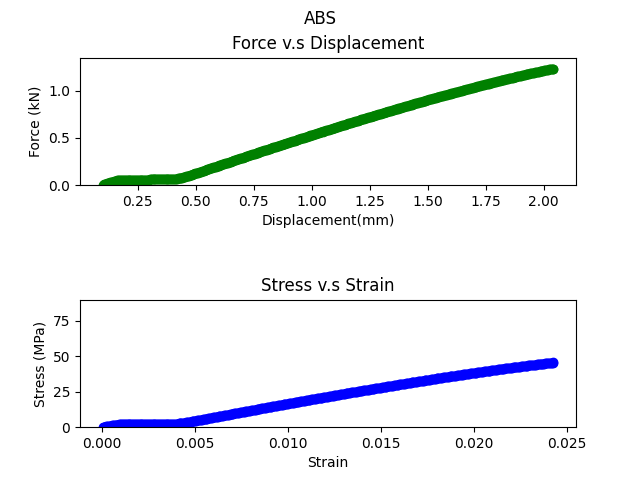 ABS
Force v.s Displacement
1.0
0.5
0.0
Force (kN)
0.25 0.50 0.75 1.00 1.25 1.50 1.75 2.00
Displacement(mm)
Stress v.s Strain
75
50
25
0
Stress (MPa)
0.000 0.005 0.010 0.015 0.020 0.025
Strain